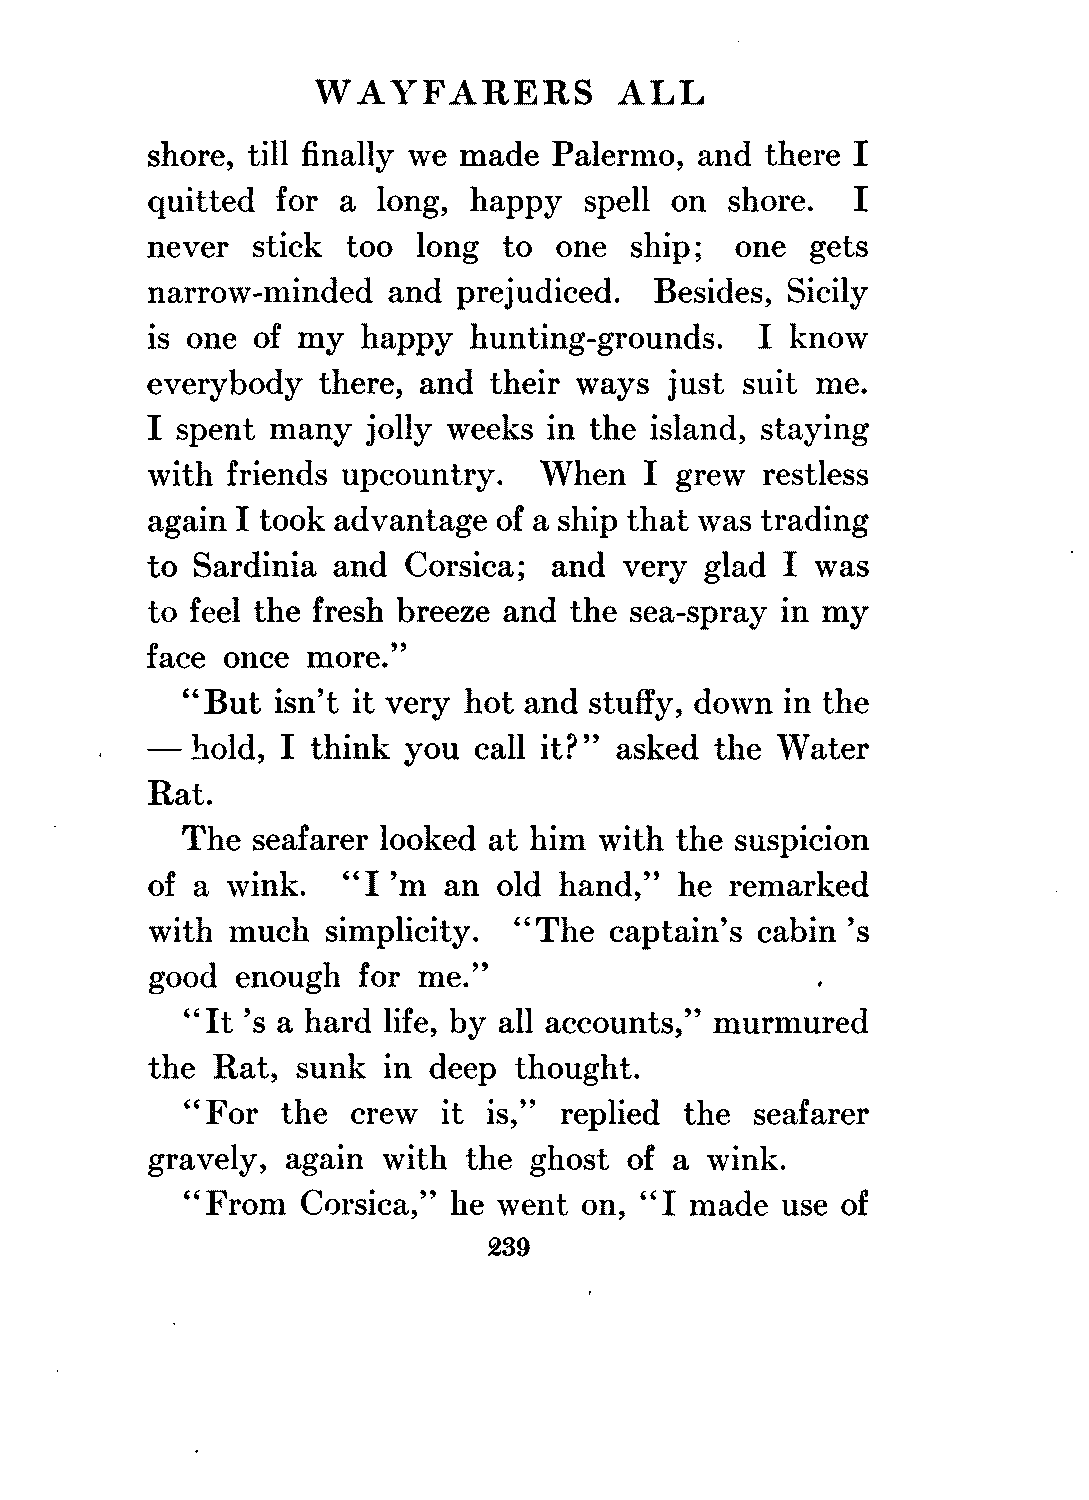 WAYFARERS ALL
shore, till finally we made Palermo, and there I
quitted for a long, happy spell on shore. I
never stick too long to one ship; one gets
narrow-minded and prejudiced. Besides, Sicily
is one of my happy hunting-grounds. I know
everybody there, and their ways just suit me.
I spent many jolly weeks in the island, staying
with friends upcountry. When I grew restless
again I took advantage of a ship that was trading
to Sardinia and Corsica; and very glad I was
to feel the fresh breeze and the sea-spray in my
face once more."
"But isn't it very hot and stuffy, down in the
— hold, I think you call it?" asked the Water
Rat.
The seafarer looked at him with the suspicion
of a wink. "I 'm an old hand," he remarked
with much simplicity. "The captain's cabin 's
good enough for me."
"It 's a hard life, by all accounts," murmured
the Rat, sunk in deep thought.
"For the crew it is," replied the seafarer
gravely, again with the ghost of a wink.
"From Corsica," he went on, "I made use of
239